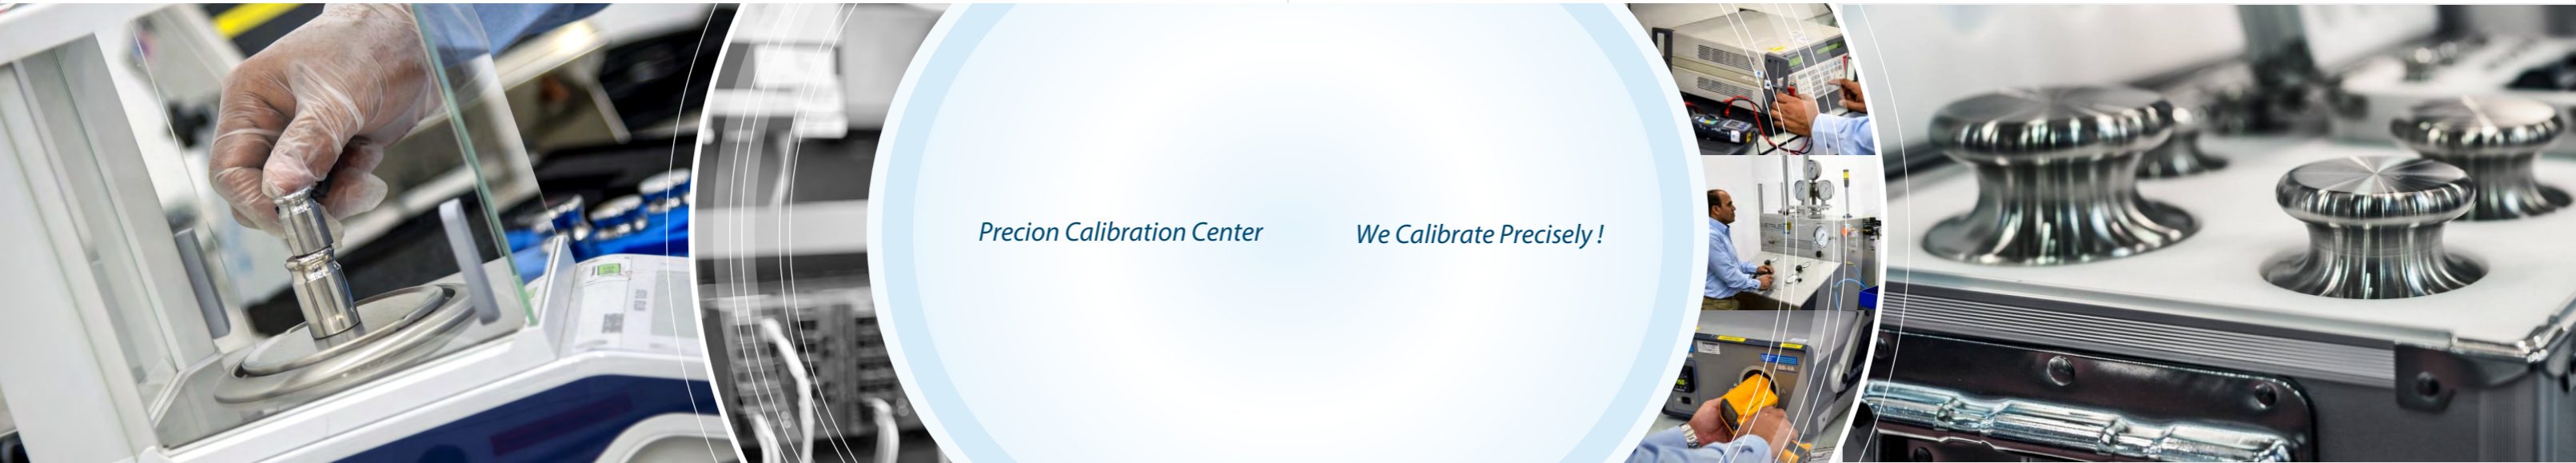 Precion Calibration Center
We Calibrate Precisely !